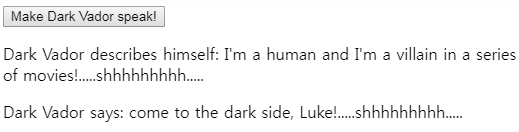 Make Dark Vador speak!
Dark Vador describes himself: I'm a human and I'm a villain in a series
of movies!.....shhhhhhhhh.....
Dark Vador says: come to the dark side, Luke!.....shhhhhhhhh.....